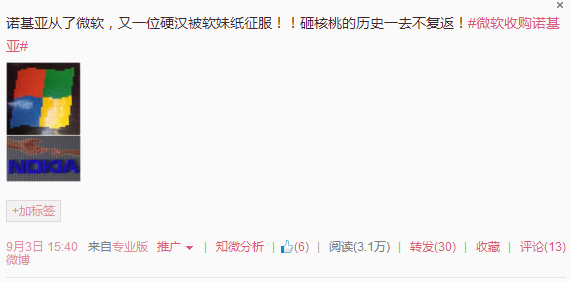 诺基亚从了微软，又一位硬汉被软妹纸征服！！砸核桃的历史一去不复返！#微软收购诺基
亚#
NOKIA
+加标签
9月3日 15:40 来自专业版 推广 | 知微分析 | (6) | 阅读(3.1万) | 转发(30) | 收藏 | 评论(13)
微博